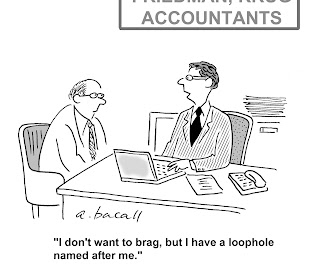 FRIEDMAN, KRUG
ACCOUNTANTS
a. bacall
"I don't want to brag, but I have a loophole
named after me."